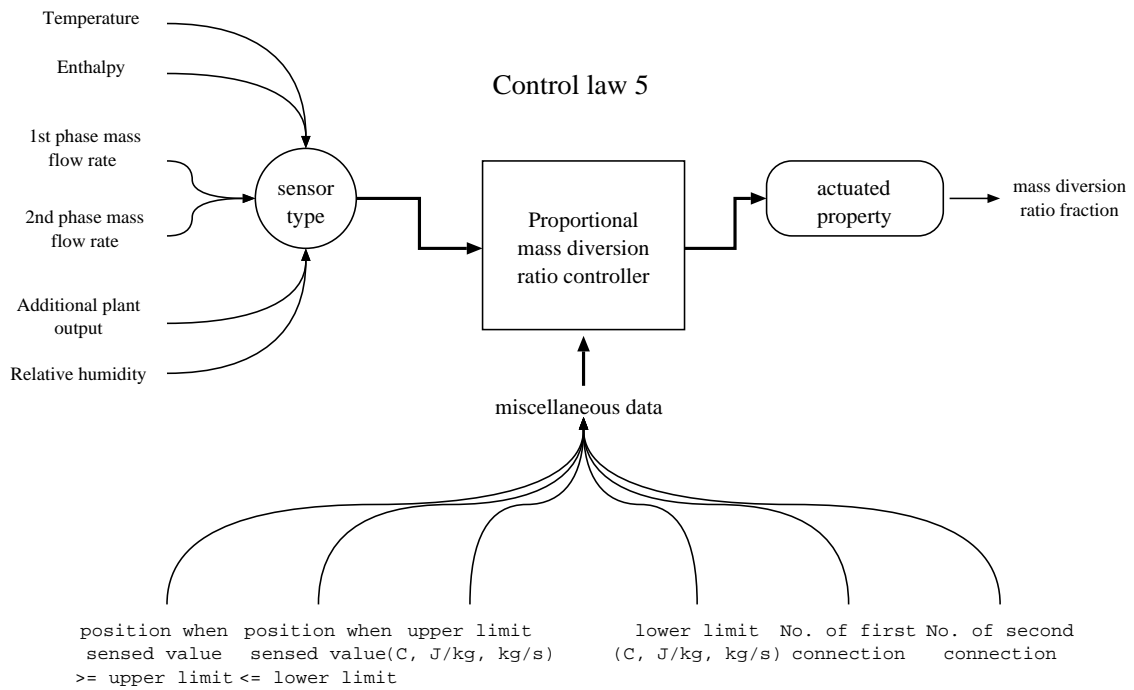 Control law 5
Temperature
Enthalpy
1st phase mass
flow rate
2nd phase mass
flow rate
Additional plant
output
Relative humidity
sensor
type
Proportional
mass diversion
ratio controller
actuated
property
mass diversion
ratio fraction
miscellaneous data
position when
sensed value
>= upper limit
position when
sensed value
<= lower limit
upper limit
(C, J/kg, kg/s)
lower limit
(C, J/kg, kg/s)
No. of first
connection
No. of second
connection